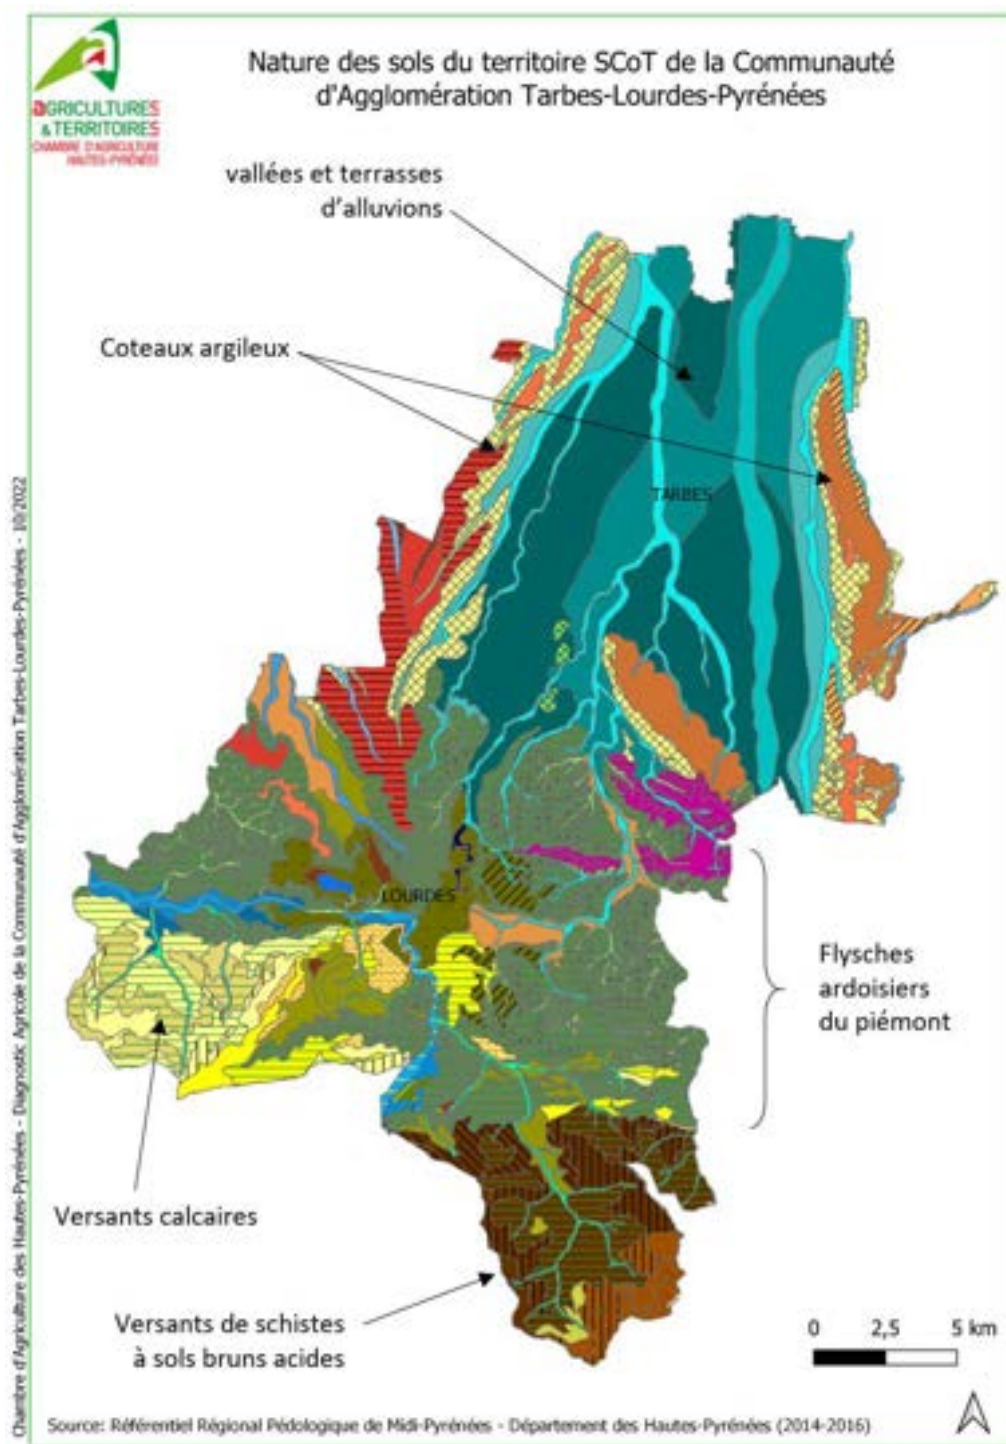 Nature des sols du territoire SCoT de la Communauté
d'Agglomération Tarbes-Lourdes-Pyrénées
AGRICULTURES
& TERRITOIRES
CHAMBRE D'AGRICULTURE
HAUTES-PYRÉNÉES
vallées et terrasses
d'alluvions
Coteaux argileux
TARBES
LOURDES
Flysches
ardoisiers
du piémont
Versants calcaires
Versants de schistes
à sols bruns acides
0 2,5 5 km
Source: Référentiel Régional Pédologique de Midi-Pyrénées - Département des Hautes-Pyrénées (2014-2016)
Chambre d'Agriculture des Hautes-Pyrénées - Diagnostic Agricole de la Communauté d'Agglomération Tarbes-Lourdes-Pyrénées - 10/2022